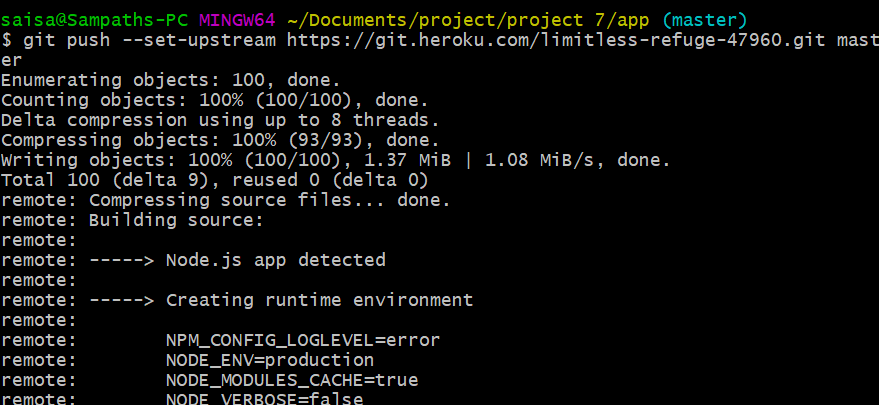 saisa@Sampaths-PC MINGW64 ~/Documents/project/project 7/app (master)
$ git push --set-upstream https://git.heroku.com/limitless-refuge-47960.git mast
er
Enumerating objects: 100, done.
Counting objects: 100% (100/100), done.
Delta compression using up to 8 threads.
Compressing objects: 100% (93/93), done.
Writing objects: 100% (100/100), 1.37 MiB | 1.08 MiB/s, done.
Total 100 (delta 9), reused 0 (delta 0)
remote: Compressing source files... done.
remote: Building source:
remote:
remote: -----> Node.js app detected
remote:
remote: -----> Creating runtime environment
remote:
remote:        NPM_CONFIG_LOGLEVEL=error
remote:        NODE_ENV=production
remote:        NODE_MODULES_CACHE=true
remote:        NODE_VERBOSE=false